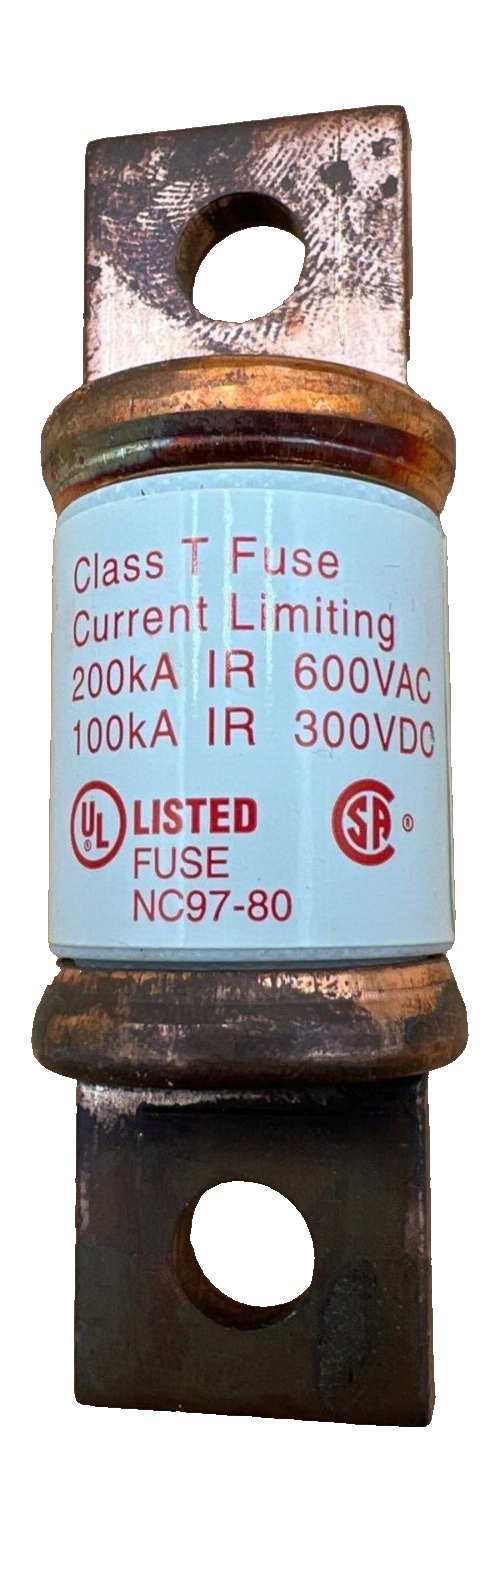 Class T Fuse
Current Limiting
200kA IR 600VAC
100kA IR 300VDC
UL® LISTED SA®
FUSE
NC97-80